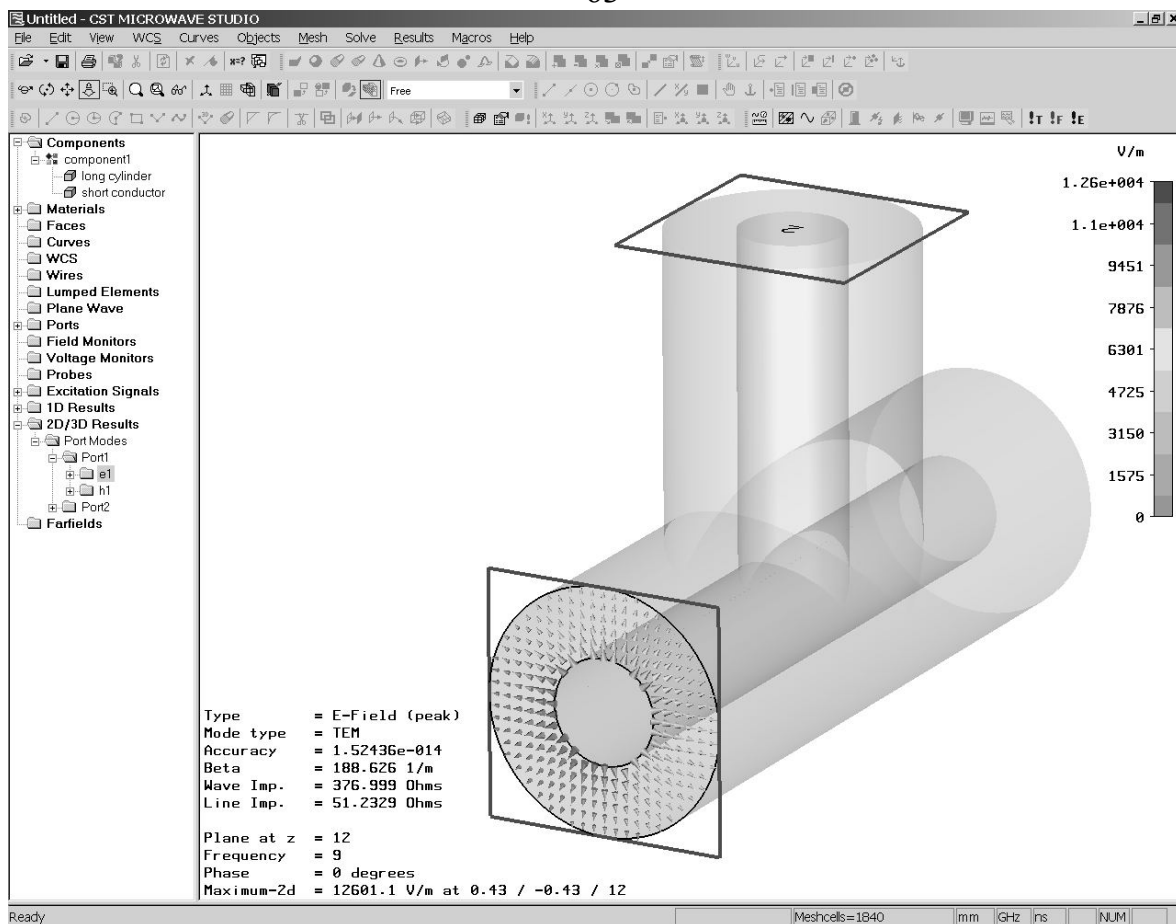 Untitled - CST MICROWAVE STUDIO
File Edit View WCS Curves Objects Mesh Solve Results Macros Help
Free
Components
component1
long cylinder
short conductor
Materials
Faces
Curves
WCS
Wires
Lumped Elements
Plane Wave
Ports
Field Monitors
Voltage Monitors
Probes
Excitation Signals
1D Results
2D/3D Results
Port Modes
Port1
e1
h1
Port2
Farfields
V/m
1.26e+004
1.1e+004
9451
7876
6301
4725
3150
1575
0
2
Type = E-Field (peak)
Mode type = TEM
Accuracy = 1.52436e-014
Beta = 188.626 1/m
Wave Imp. = 376.999 Ohms
Line Imp. = 51.2329 Ohms
Plane at z = 12
Frequency = 9
Phase = 0 degrees
Maximum-2d = 12601.1 V/m at 0.43 / -0.43 / 12
Ready Meshcells=1840 mm GHz ns NUM